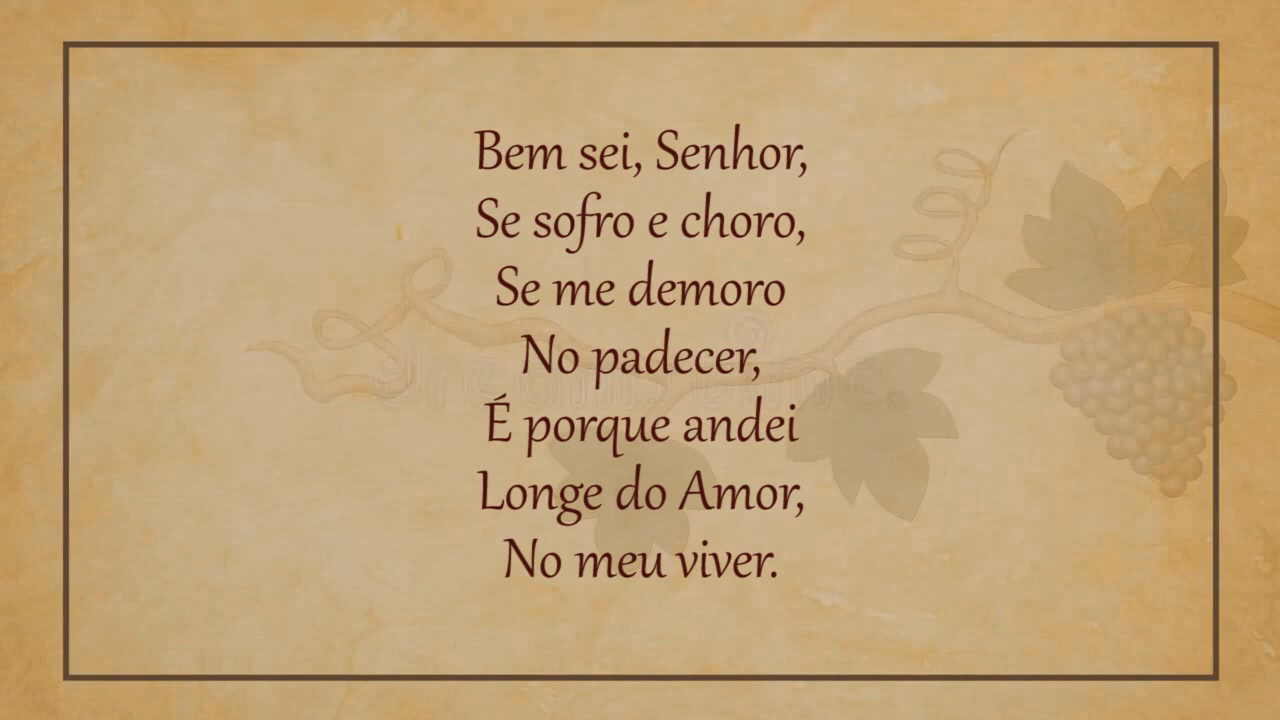 Bem sei, Senhor,
Se sofro e choro,
Se me demoro
No padecer,
É porque andei
Longe do Amor,
No meu viver.